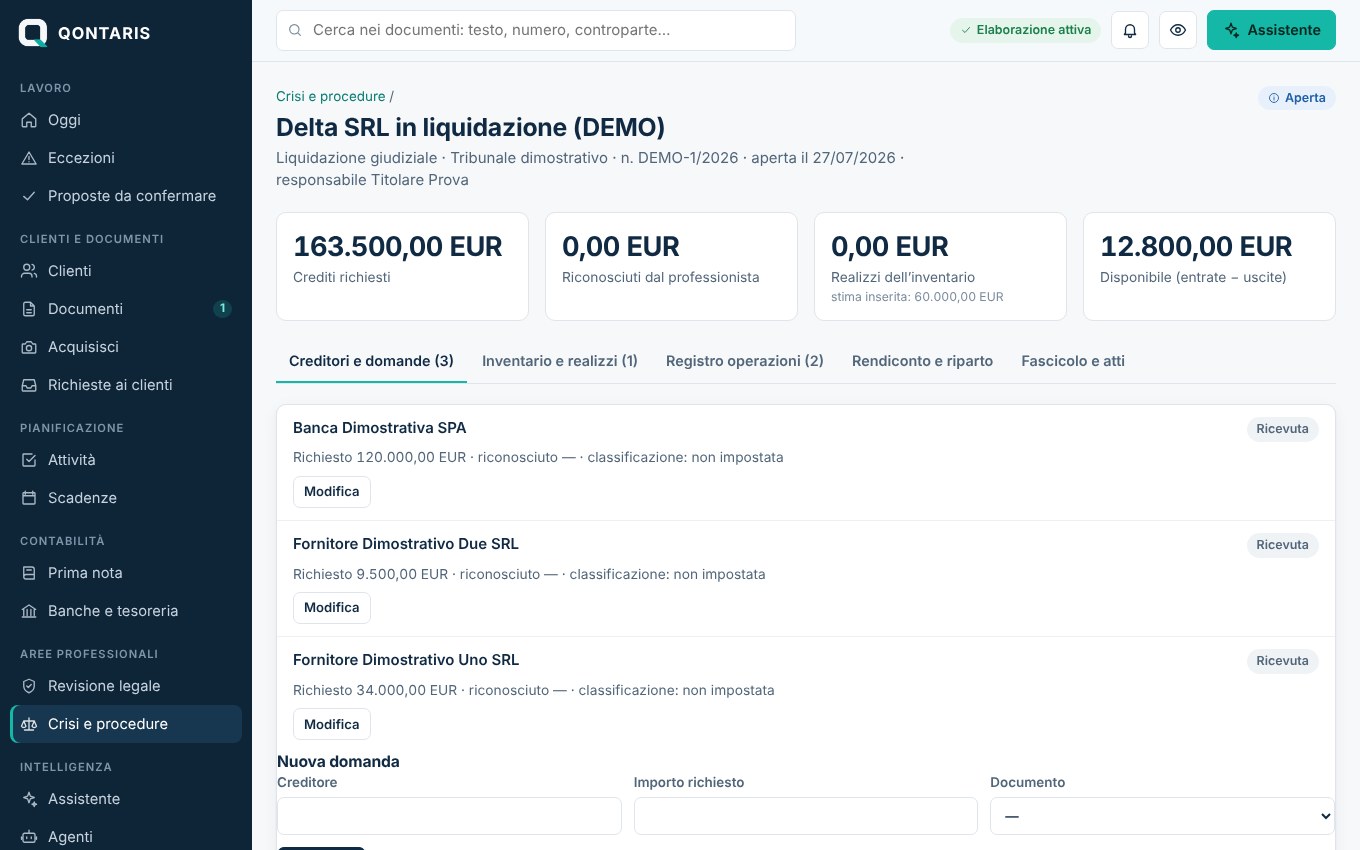 QONTARIS
LAVORO
Oggi
Eccezioni
Proposte da confermare
CLIENTI E DOCUMENTI
Clienti
Documenti 1
Acquisisci
Richieste ai clienti
PIANIFICAZIONE
Attività
Scadenze
CONTABILITÀ
Prima nota
Banche e tesoreria
AREE PROFESSIONALI
Revisione legale
Crisi e procedure
INTELLIGENZA
Assistente
Agenti
Cerca nei documenti: testo, numero, controparte...
Elaborazione attiva
Assistente
Crisi e procedure /
Aperta
Delta SRL in liquidazione (DEMO)
Liquidazione giudiziale · Tribunale dimostrativo · n. DEMO-1/2026 · aperta il 27/07/2026 ·
responsabile Titolare Prova
163.500,00 EUR
Crediti richiesti
0,00 EUR
Riconosciuti dal professionista
0,00 EUR
Realizzi dell'inventario
stima inserita: 60.000,00 EUR
12.800,00 EUR
Disponibile (entrate − uscite)
Creditori e domande (3) Inventario e realizzi (1) Registro operazioni (2) Rendiconto e riparto Fascicolo e atti
Banca Dimostrativa SPA
Ricevuta
Richiesto 120.000,00 EUR · riconosciuto — · classificazione: non impostata
Modifica
Fornitore Dimostrativo Due SRL
Ricevuta
Richiesto 9.500,00 EUR · riconosciuto — · classificazione: non impostata
Modifica
Fornitore Dimostrativo Uno SRL
Ricevuta
Richiesto 34.000,00 EUR · riconosciuto — · classificazione: non impostata
Modifica
Nuova domanda
Creditore Importo richiesto Documento
—